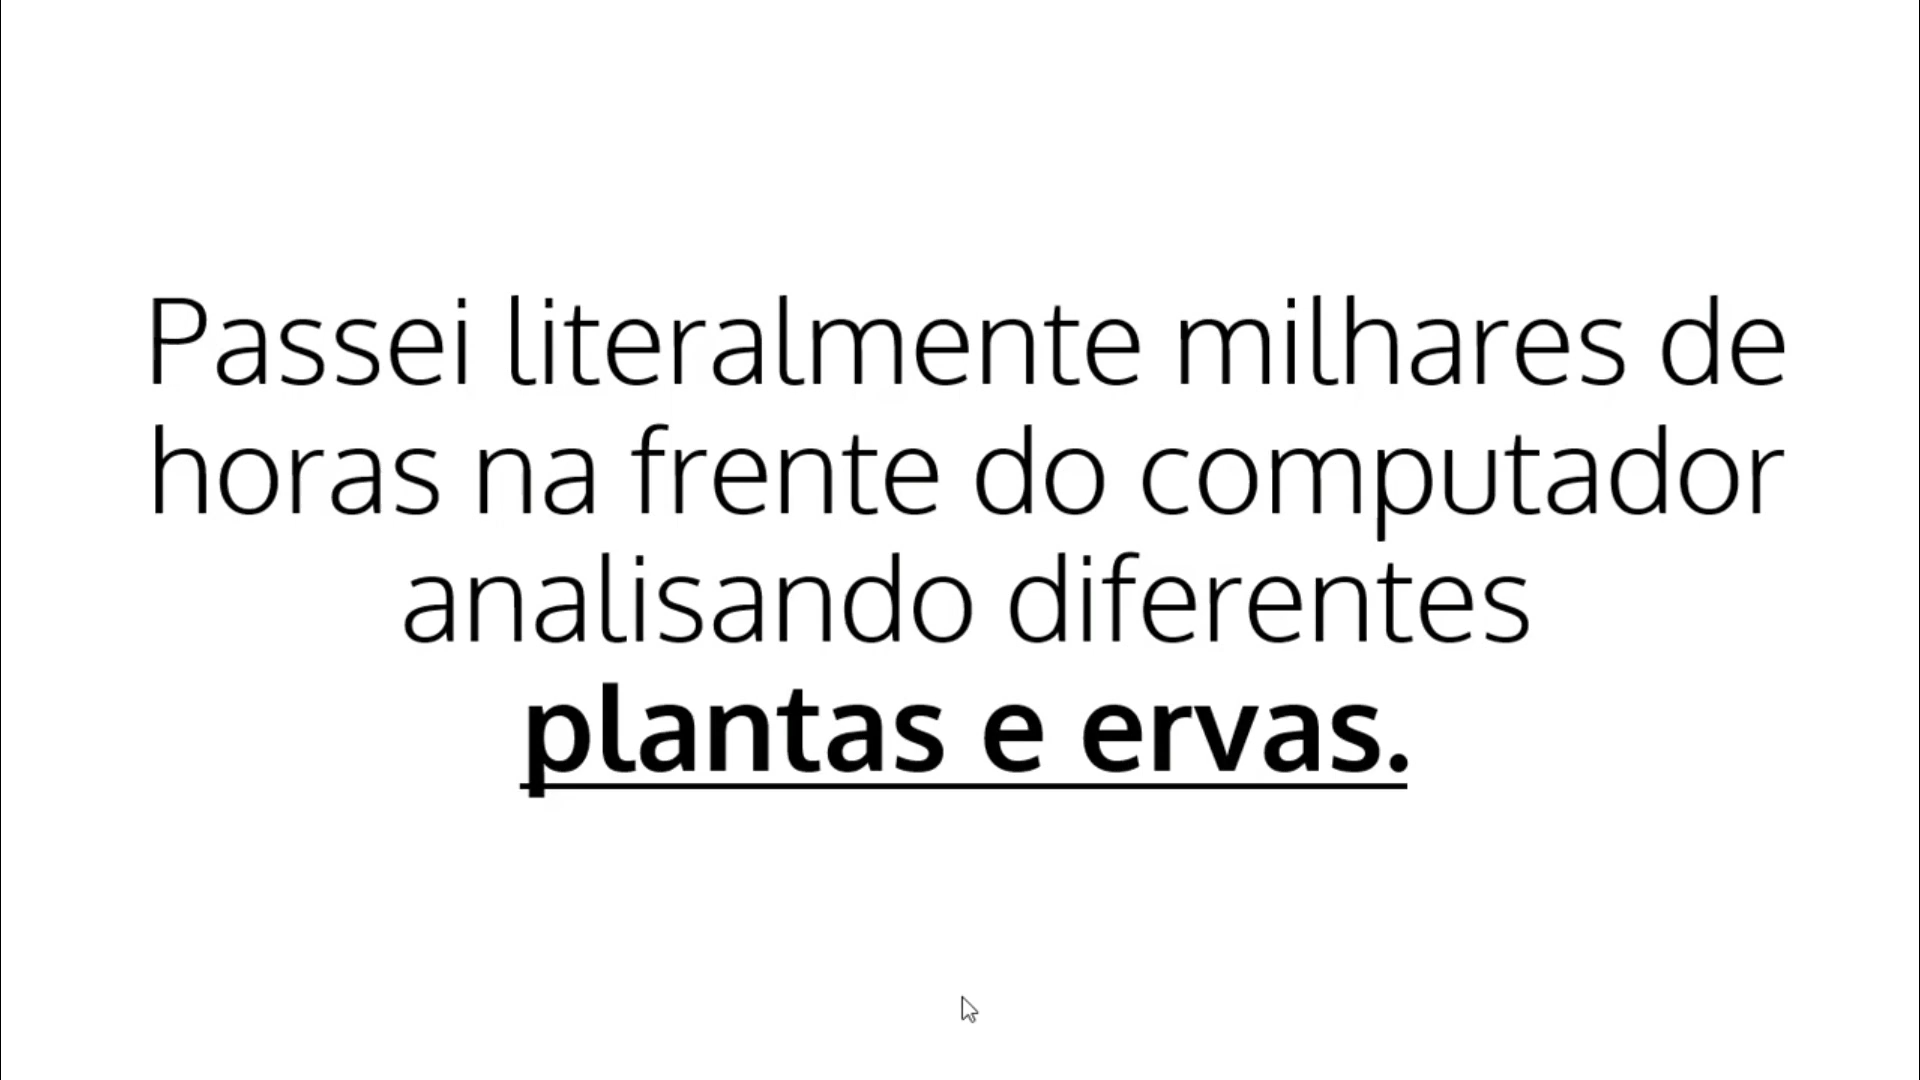 Passei literalmente milhares de
horas na frente do computador
analisando diferentes
plantas e ervas.